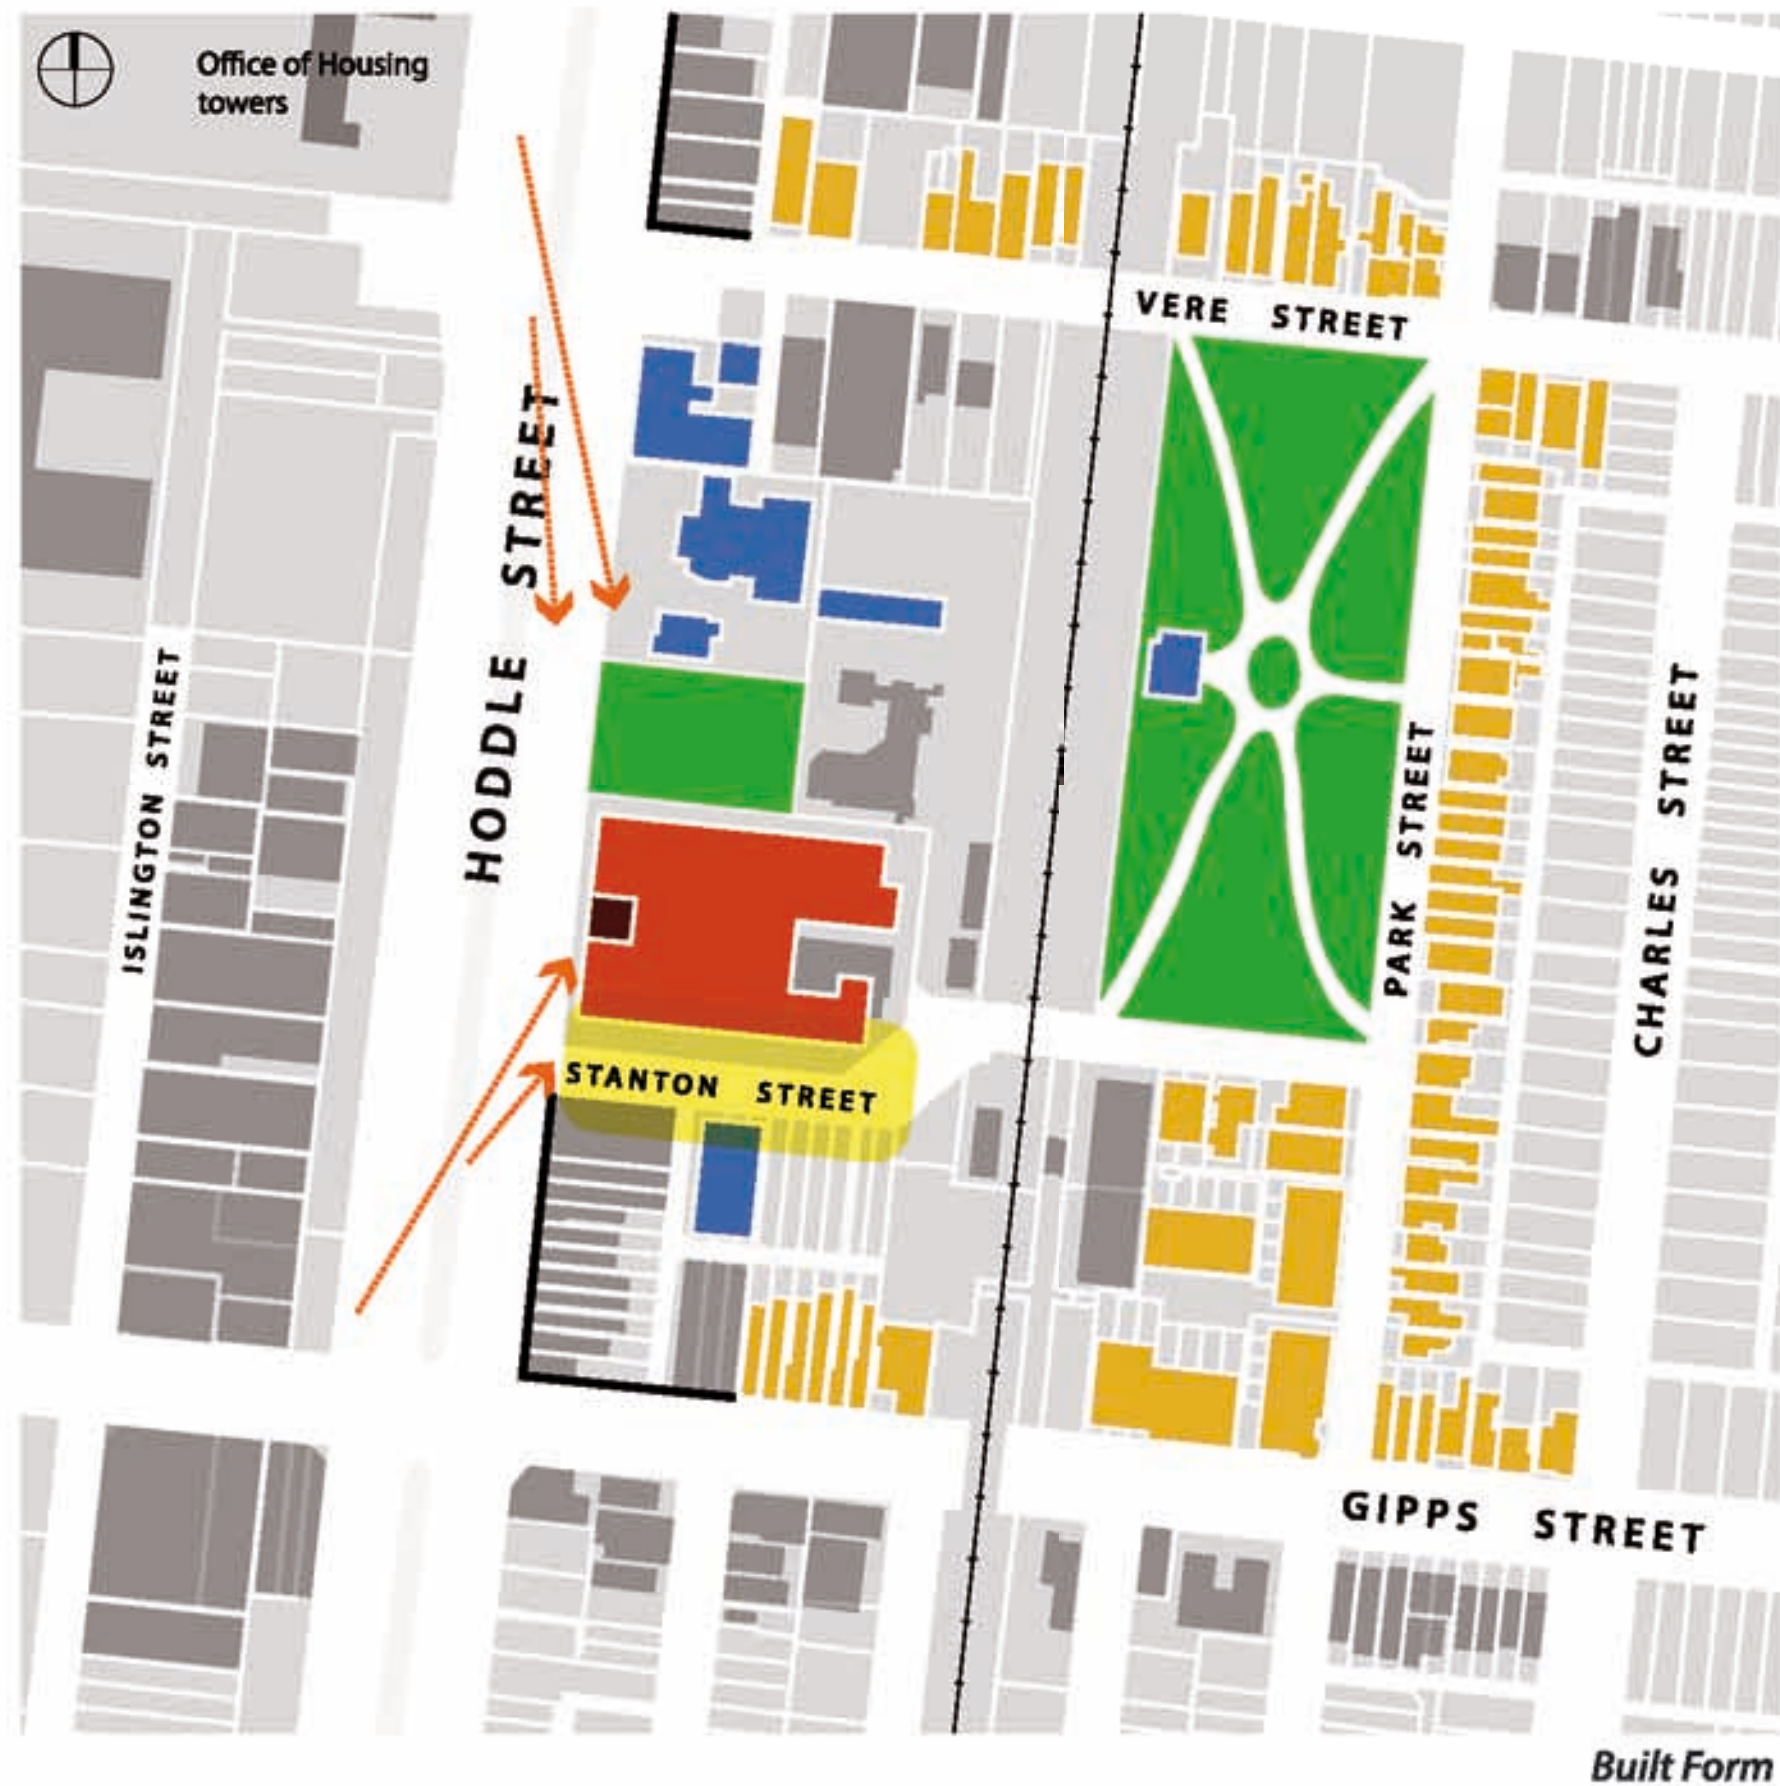 Office of Housing
towers
VERE STREET
HODDLE STREET
ISLINGTON STREET
PARK STREET
CHARLES STREET
STANTON STREET
GIPPS STREET
Built Form